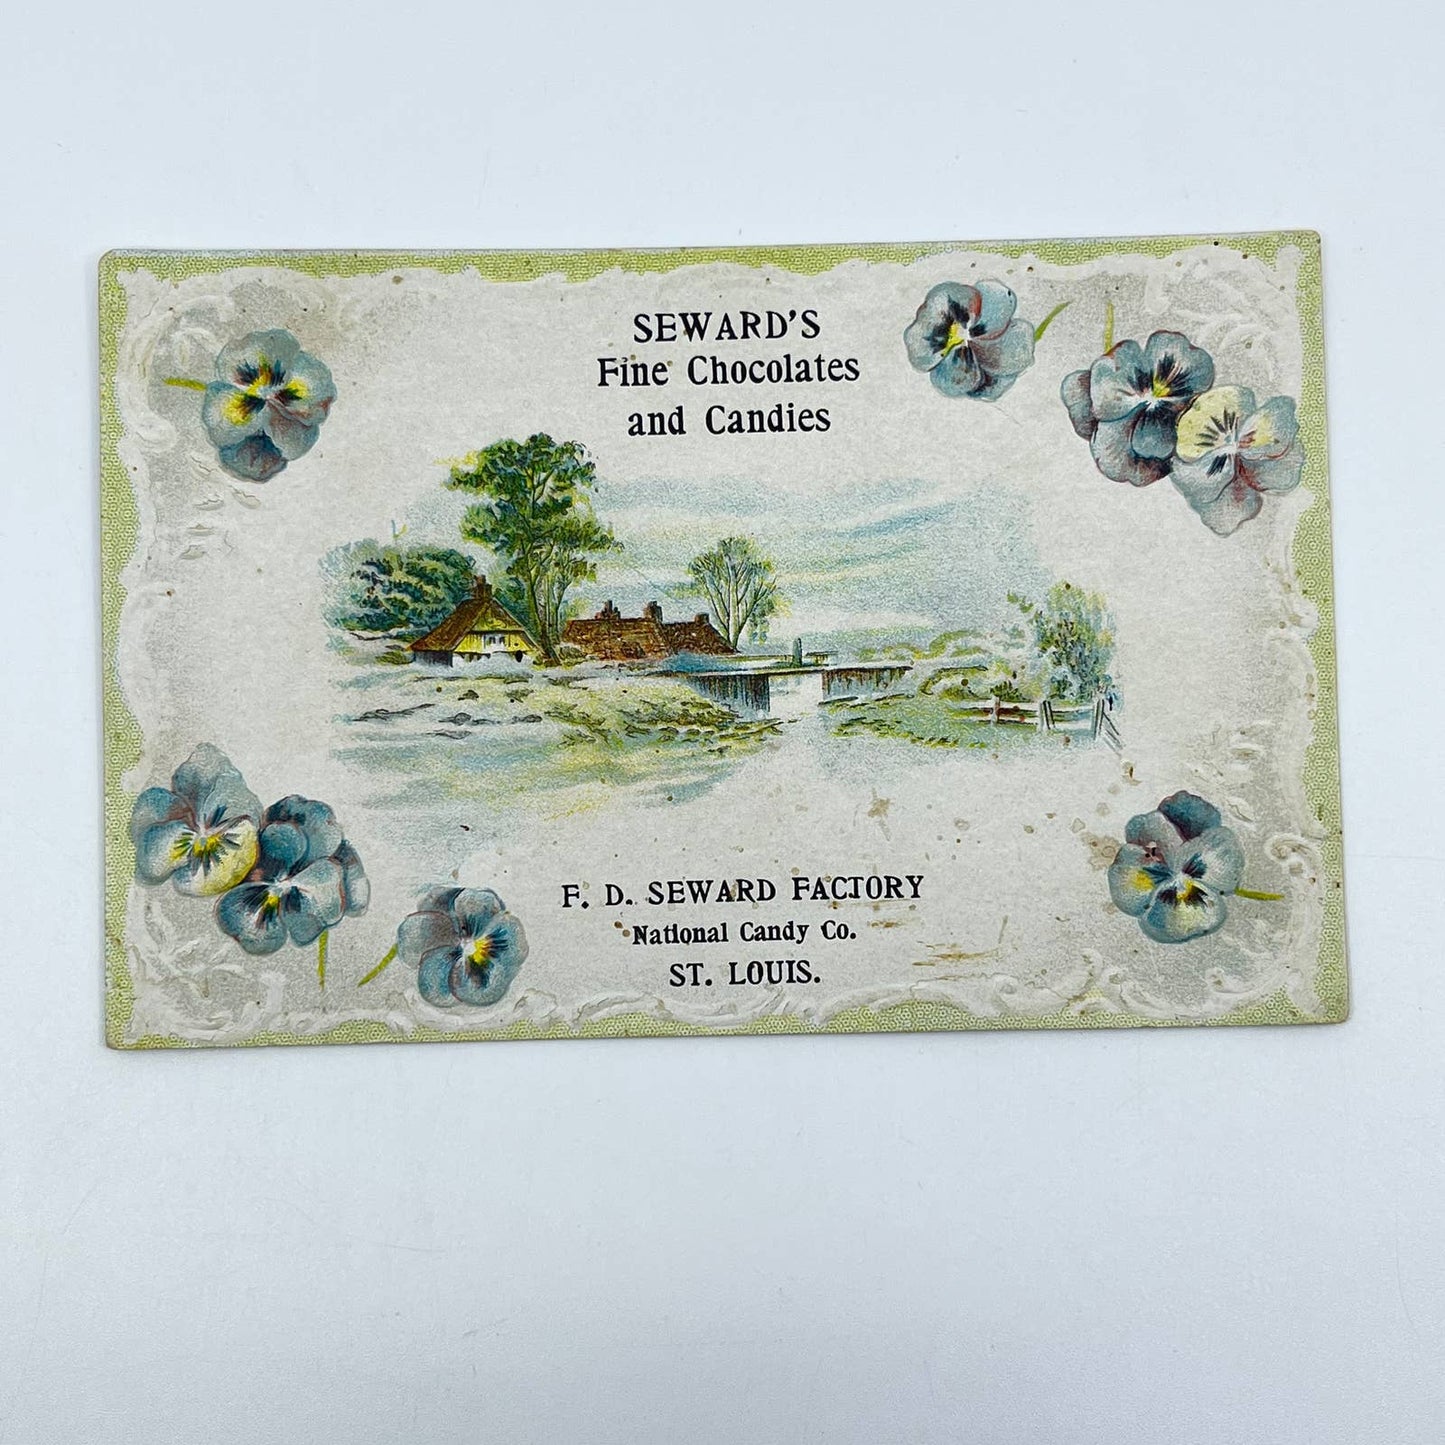 SEWARD'S
Fine Chocolates
and Candies
F. D. SEWARD FACTORY
National Candy Co.
ST. LOUIS.